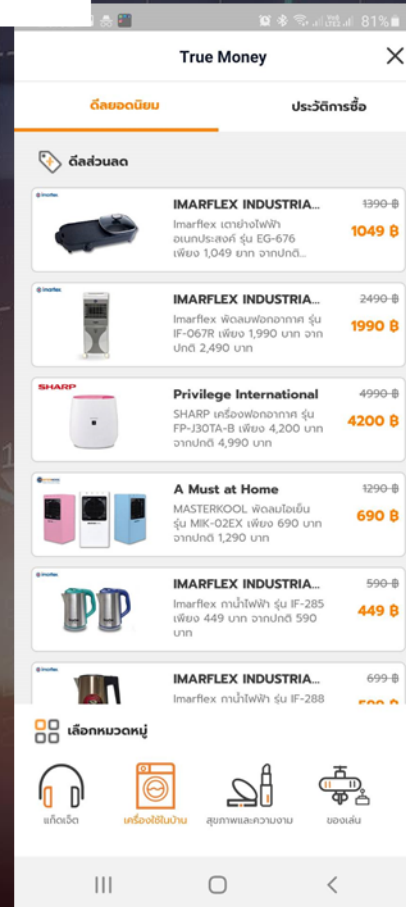 81%
True Money
ดีลยอดนิยม
ประวัติการซื้อ
ดีลส่วนลด
IMARFLEX INDUSTRIA...
1390 ฿
Imarflex เตาย่างไฟฟ้า
อเนกประสงค์ รุ่น EG-676
เพียง 1,049 ยาท จากปกติ...
1049 ฿
IMARFLEX INDUSTRIA...
2490 ฿
Imarflex พัดลมฟอกอากาศ รุ่น
IF-067R เพียง 1,990 บาท จาก
ปกติ 2,490 บาท
1990 ฿
SHARP
Privilege International
4990 ฿
SHARP เครื่องฟอกอากาศ รุ่น
FP-J30TA-B เพียง 4,200 บาท
จากปกติ 4,990 บาท
4200 ฿
A Must at Home
1290 ฿
MASTERKOOL พัดลมไอเย็น
รุ่น MIK-02EX เพียง 690 บาท
จากปกติ 1,290 บาท
690 ฿
IMARFLEX INDUSTRIA...
590 ฿
Imarflex กาน้ำไฟฟ้า รุ่น IF-285
เพียง 449 บาท จากปกติ 590
บาท
449 ฿
IMARFLEX INDUSTRIA...
699 ฿
Imarflex กาน้ำไฟฟ้า รุ่น IF-288
เลือกหมวดหมู่
แก็ดเจ็ต
เครื่องใช้ในบ้าน
สุขภาพและความงาม
ของเล่น